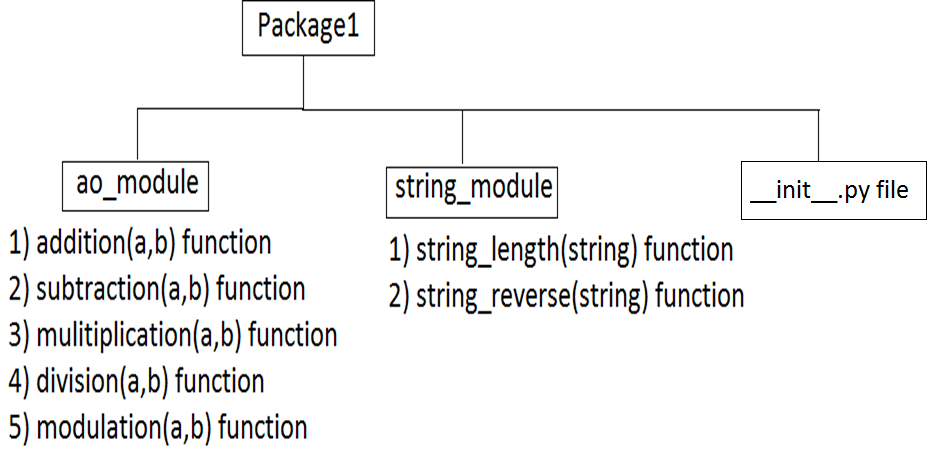 Package1
ao_module
string_module
__init__.py file
1) addition(a,b) function
2) subtraction(a,b) function
3) mulitiplication(a,b) function
4) division(a,b) function
5) modulation(a,b) function
1) string_length(string) function
2) string_reverse(string) function